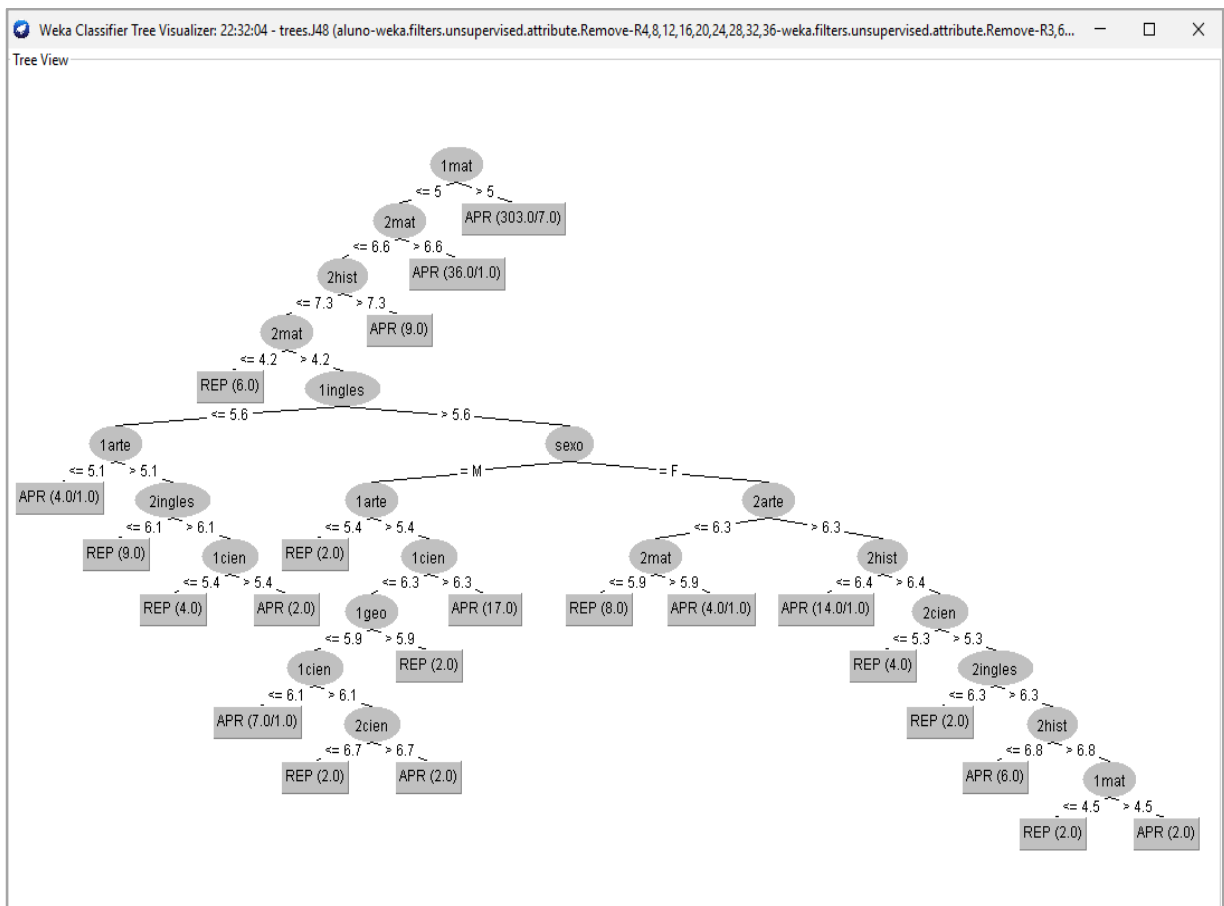 Weka Classifier Tree Visualizer: 22:32:04 - trees.J48 (aluno-weka.filters.unsupervised.attribute.Remove-R4,8,12,16,20,24,28,32,36-weka.filters.unsupervised.attribute.Remove-R3,6...
Tree View
1mat
<= 5 > 5
2mat APR (303.0/7.0)
<= 6.6 > 6.6
2hist APR (36.0/1.0)
<= 7.3 > 7.3
2mat APR (9.0)
<= 4.2 > 4.2
REP (6.0) 1ingles
<= 5.6 > 5.6
1arte sexo
<= 5.1 > 5.1 = M = F
APR (4.0/1.0) 2ingles 1arte 2arte
<= 6.1 > 6.1 <= 5.4 > 5.4 <= 6.3 > 6.3
REP (9.0) 1cien REP (2.0) 1cien 2mat 2hist
<= 5.4 > 5.4 <= 6.3 > 6.3 <= 5.9 > 5.9 <= 6.4 > 6.4
REP (4.0) APR (2.0) 1geo APR (17.0) REP (8.0) APR (4.0/1.0) APR (14.0/1.0) 2cien
<= 5.9 > 5.9 <= 5.3 > 5.3
1cien REP (2.0) REP (4.0) 2ingles
<= 6.1 > 6.1 <= 6.3 > 6.3
APR (7.0/1.0) 2cien REP (2.0) 2hist
<= 6.7 > 6.7 <= 6.8 > 6.8
REP (2.0) APR (2.0) APR (6.0) 1mat
<= 4.5 > 4.5
REP (2.0) APR (2.0)